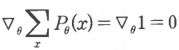 ∇_θ ∑_x P_θ(x) = ∇_θ 1 = 0